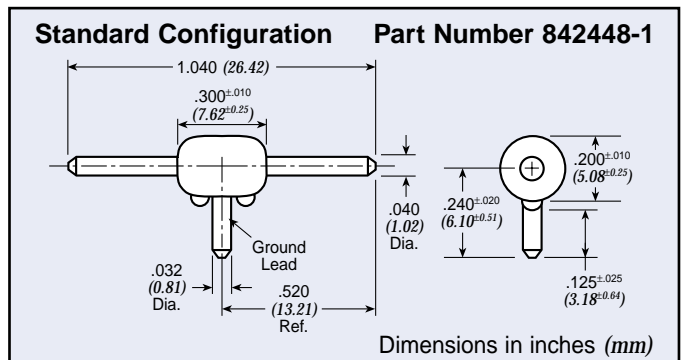 Standard Configuration Part Number 842448-1
1.040 (26.42)
.300±.010
(7.62±0.25)
.200±.010
(5.08±0.25)
.040
(1.02)
Dia.
.240±.020
(6.10±0.51)
Ground
Lead
.032
(0.81)
Dia.
.520
(13.21)
Ref.
.125±.025
(3.18±0.64)
Dimensions in inches (mm)